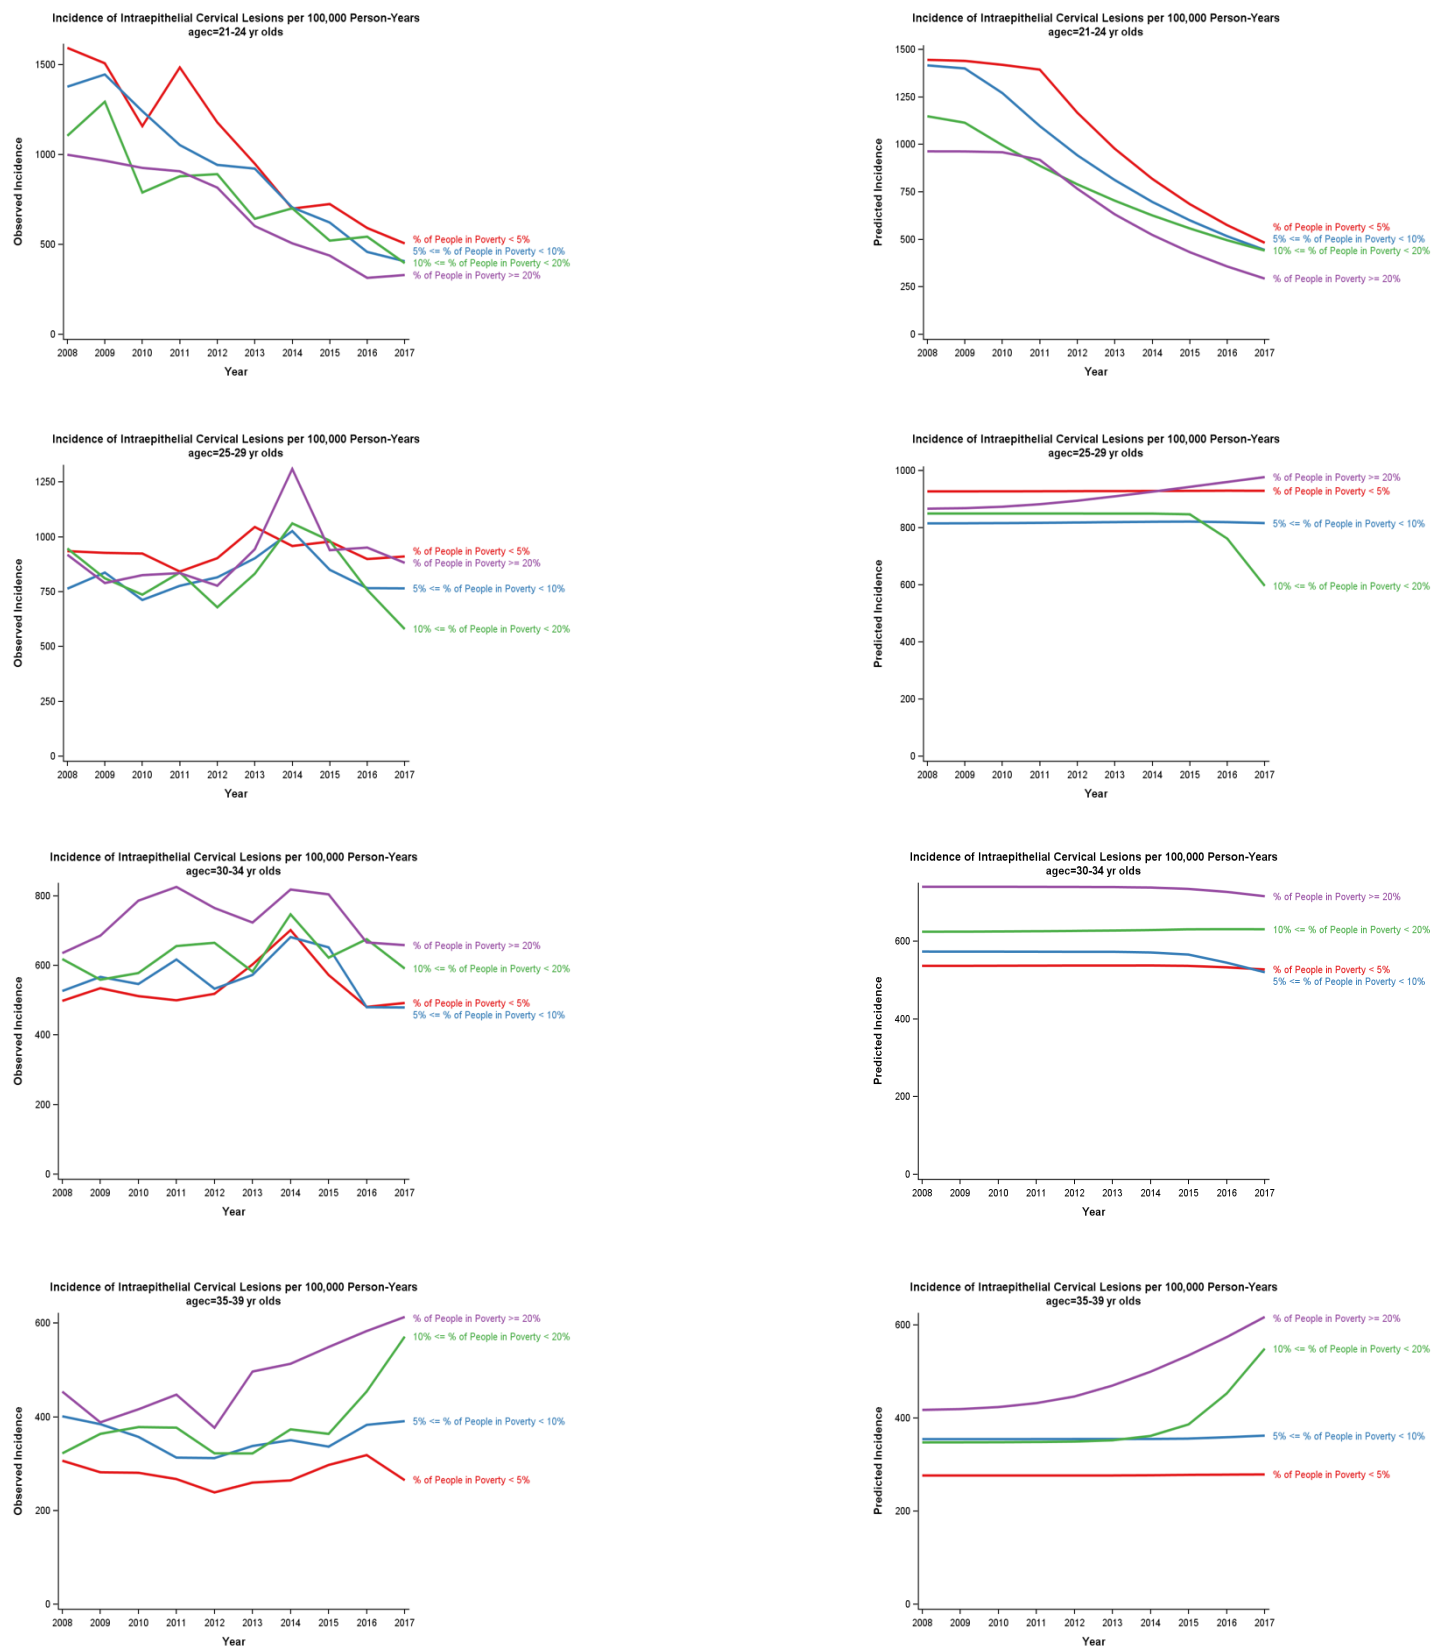 Incidence of Intraepithelial Cervical Lesions per 100,000 Person-Years
agec=21-24 yr olds
Observed Incidence
1500
1000
500
0
% of People in Poverty < 5%
5% <= % of People in Poverty < 10%
10% <= % of People in Poverty < 20%
% of People in Poverty >= 20%
2008 2009 2010 2011 2012 2013 2014 2015 2016 2017
Year
Incidence of Intraepithelial Cervical Lesions per 100,000 Person-Years
agec=21-24 yr olds
Predicted Incidence
1500
1250
1000
750
500
250
0
% of People in Poverty < 5%
5% <= % of People in Poverty < 10%
10% <= % of People in Poverty < 20%
% of People in Poverty >= 20%
2008 2009 2010 2011 2012 2013 2014 2015 2016 2017
Year
Incidence of Intraepithelial Cervical Lesions per 100,000 Person-Years
agec=25-29 yr olds
Observed Incidence
1250
1000
750
500
250
0
% of People in Poverty < 5%
% of People in Poverty >= 20%
5% <= % of People in Poverty < 10%
10% <= % of People in Poverty < 20%
2008 2009 2010 2011 2012 2013 2014 2015 2016 2017
Year
Incidence of Intraepithelial Cervical Lesions per 100,000 Person-Years
agec=25-29 yr olds
Predicted Incidence
1000
800
600
400
200
0
% of People in Poverty >= 20%
% of People in Poverty < 5%
5% <= % of People in Poverty < 10%
10% <= % of People in Poverty < 20%
2008 2009 2010 2011 2012 2013 2014 2015 2016 2017
Year
Incidence of Intraepithelial Cervical Lesions per 100,000 Person-Years
agec=30-34 yr olds
Observed Incidence
800
600
400
200
0
% of People in Poverty >= 20%
10% <= % of People in Poverty < 20%
% of People in Poverty < 5%
5% <= % of People in Poverty < 10%
2008 2009 2010 2011 2012 2013 2014 2015 2016 2017
Year
Incidence of Intraepithelial Cervical Lesions per 100,000 Person-Years
agec=30-34 yr olds
Predicted Incidence
600
400
200
0
% of People in Poverty >= 20%
10% <= % of People in Poverty < 20%
% of People in Poverty < 5%
5% <= % of People in Poverty < 10%
2008 2009 2010 2011 2012 2013 2014 2015 2016 2017
Year
Incidence of Intraepithelial Cervical Lesions per 100,000 Person-Years
agec=35-39 yr olds
Observed Incidence
600
400
200
0
% of People in Poverty >= 20%
10% <= % of People in Poverty < 20%
5% <= % of People in Poverty < 10%
% of People in Poverty < 5%
2008 2009 2010 2011 2012 2013 2014 2015 2016 2017
Year
Incidence of Intraepithelial Cervical Lesions per 100,000 Person-Years
agec=35-39 yr olds
Predicted Incidence
600
400
200
0
% of People in Poverty >= 20%
10% <= % of People in Poverty < 20%
5% <= % of People in Poverty < 10%
% of People in Poverty < 5%
2008 2009 2010 2011 2012 2013 2014 2015 2016 2017
Year